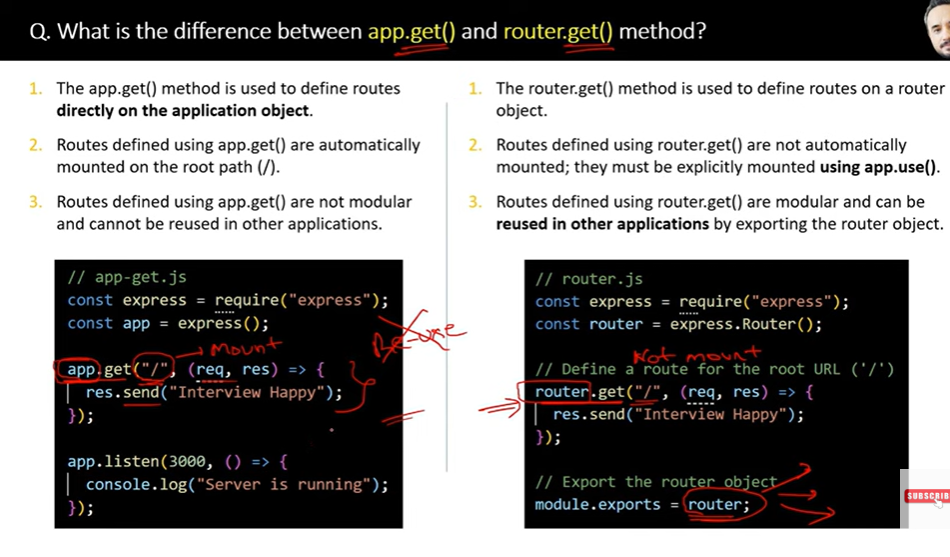 Q. What is the difference between app.get() and router.get() method?
1. The app.get() method is used to define routes
directly on the application object.
2. Routes defined using app.get() are automatically
mounted on the root path (/).
3. Routes defined using app.get() are not modular
and cannot be reused in other applications.
// app-get.js
const express = require("express");
const app = express();
Mount
Re-use
app.get("/", (req, res) => {
res.send("Interview Happy");
});
app.listen(3000, () => {
console.log("Server is running");
});
1. The router.get() method is used to define routes on a router
object.
2. Routes defined using router.get() are not automatically
mounted; they must be explicitly mounted using app.use().
3. Routes defined using router.get() are modular and can be
reused in other applications by exporting the router object.
// router.js
const express = require("express");
const router = express.Router();
Not mount
// Define a route for the root URL ('/')
router.get("/", (req, res) => {
res.send("Interview Happy");
});
// Export the router object
module.exports = router;
SUBSCRIBE